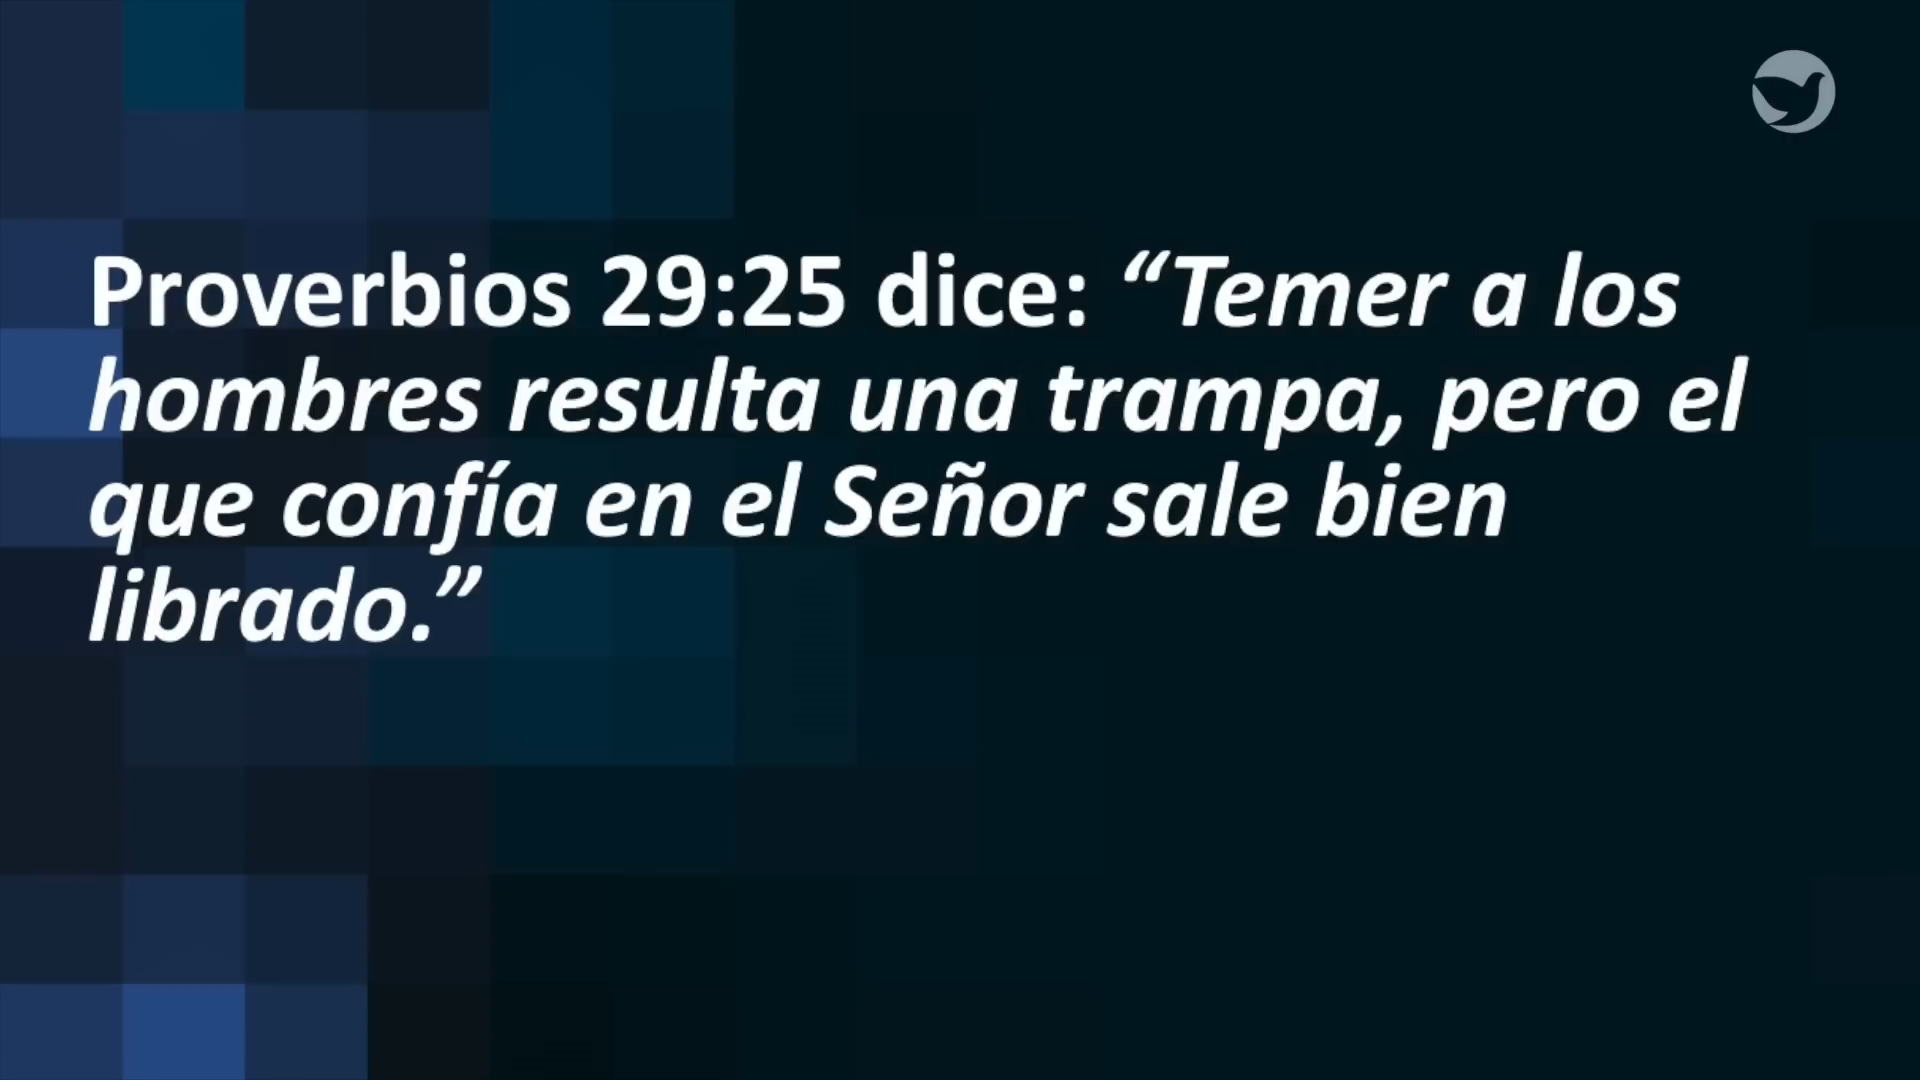 Proverbios 29:25 dice: “Temer a los
hombres resulta una trampa, pero el
que confía en el Señor sale bien
librado.”